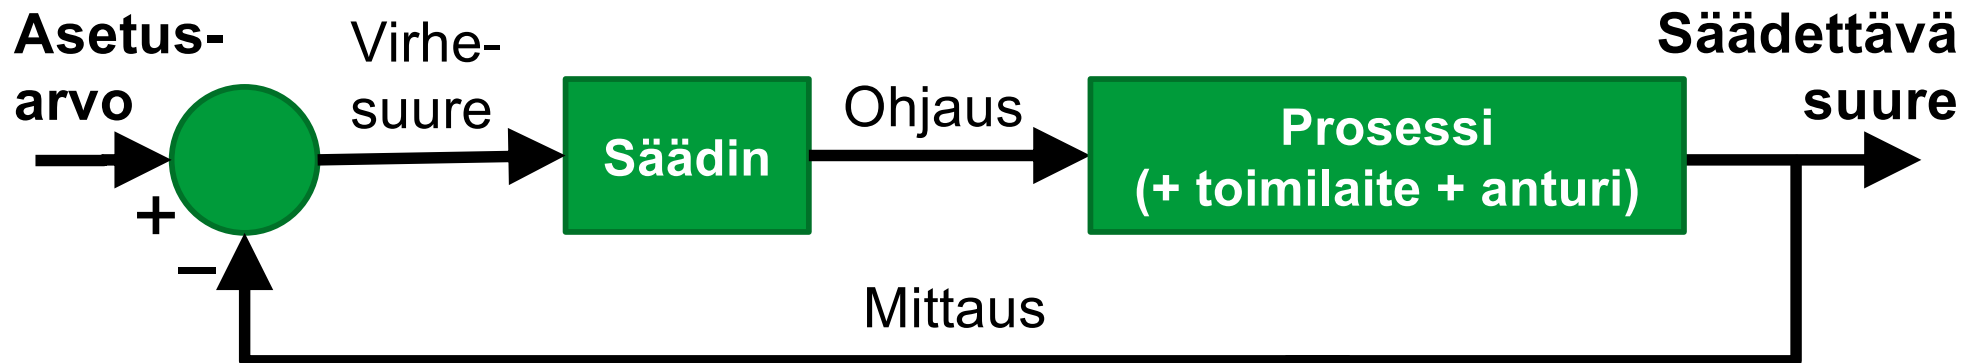 Asetus-
arvo
+
–
Virhe-
suure
Säädin
Ohjaus
Prosessi
(+ toimilaite + anturi)
Säädettävä
suure
Mittaus